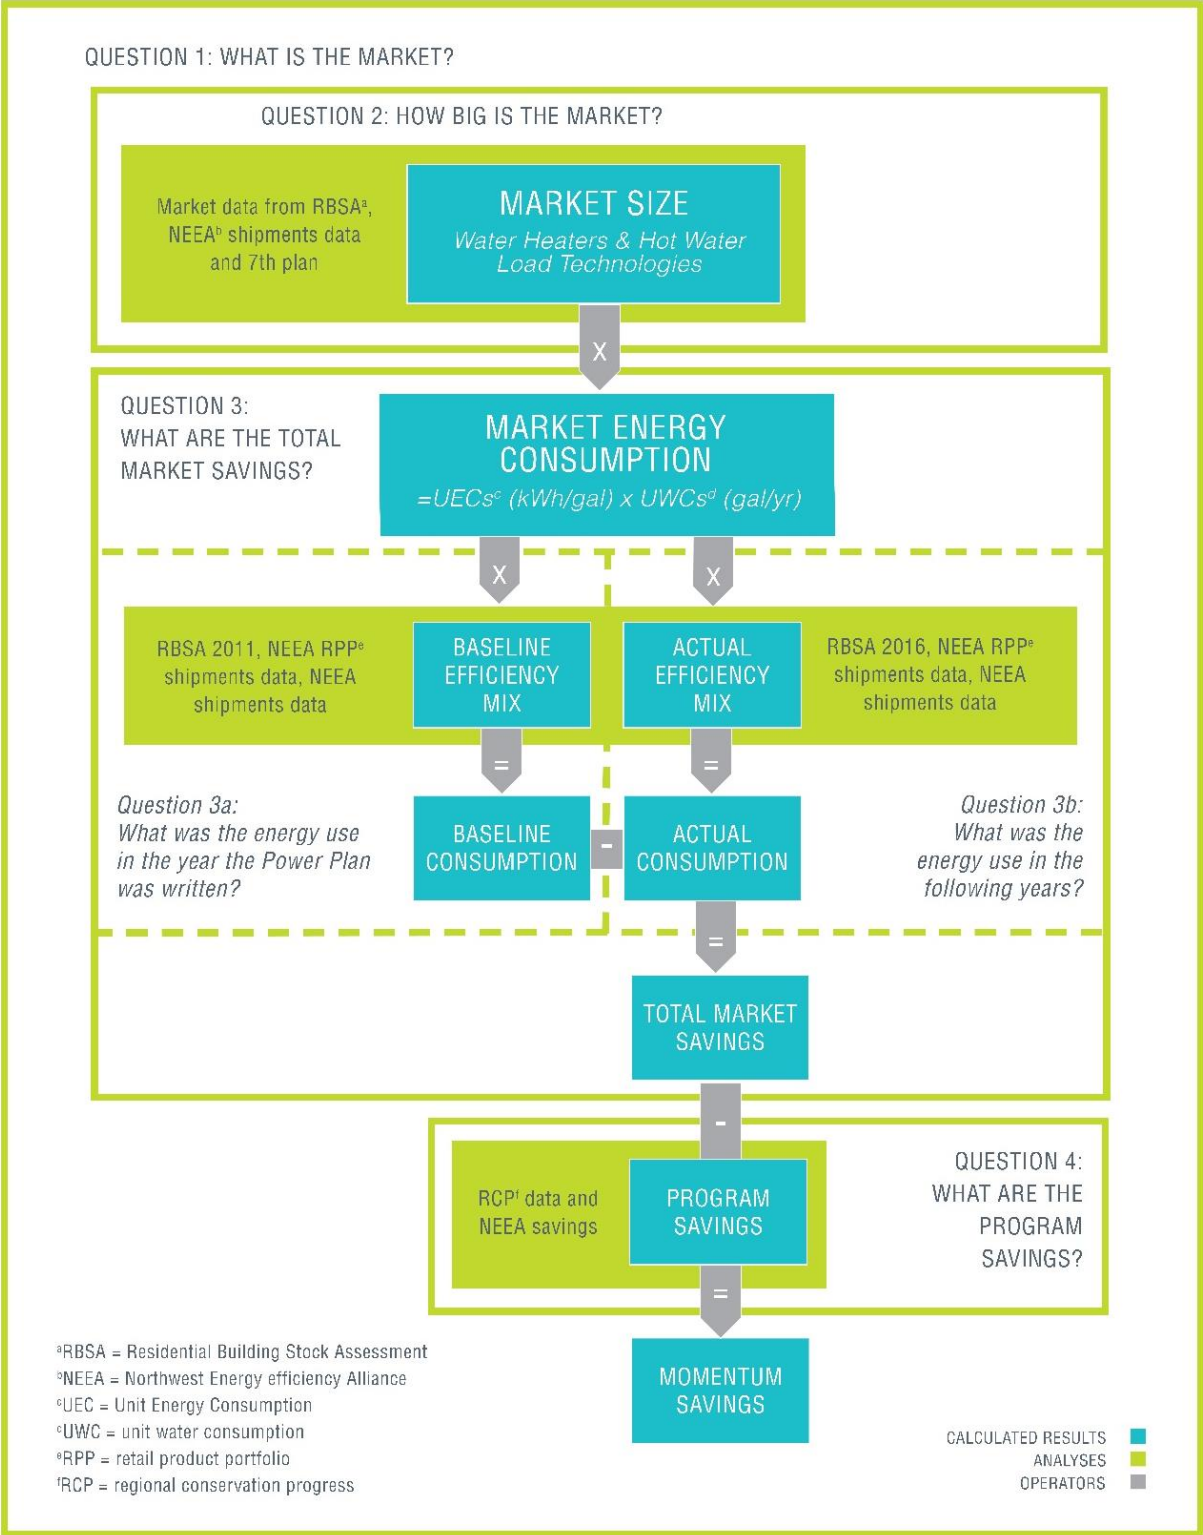 QUESTION 1: WHAT IS THE MARKET?
QUESTION 2: HOW BIG IS THE MARKET?
Market data from RBSAᵃ,
NEEAᵇ shipments data
and 7th plan
MARKET SIZE
Water Heaters & Hot Water
Load Technologies
X
QUESTION 3:
WHAT ARE THE TOTAL
MARKET SAVINGS?
MARKET ENERGY
CONSUMPTION
=UECsᶜ (kWh/gal) x UWCsᵈ (gal/yr)
X
X
RBSA 2011, NEEA RPPᵉ
shipments data, NEEA
shipments data
BASELINE
EFFICIENCY
MIX
ACTUAL
EFFICIENCY
MIX
RBSA 2016, NEEA RPPᵉ
shipments data, NEEA
shipments data
=
=
Question 3a:
What was the energy use
in the year the Power Plan
was written?
BASELINE
CONSUMPTION
-
ACTUAL
CONSUMPTION
Question 3b:
What was the
energy use in the
following years?
=
TOTAL MARKET
SAVINGS
-
RCPᶠ data and
NEEA savings
PROGRAM
SAVINGS
QUESTION 4:
WHAT ARE THE
PROGRAM
SAVINGS?
=
MOMENTUM
SAVINGS
ᵃRBSA = Residential Building Stock Assessment
ᵇNEEA = Northwest Energy efficiency Alliance
ᶜUEC = Unit Energy Consumption
ᶜUWC = unit water consumption
ᵉRPP = retail product portfolio
ᶠRCP = regional conservation progress
CALCULATED RESULTS
ANALYSES
OPERATORS